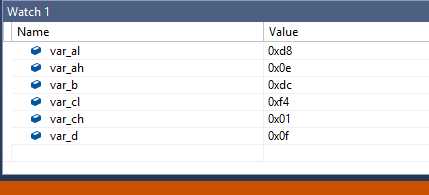 Watch 1
Name Value
var_al 0xd8
var_ah 0x0e
var_b 0xdc
var_cl 0xf4
var_ch 0x01
var_d 0x0f